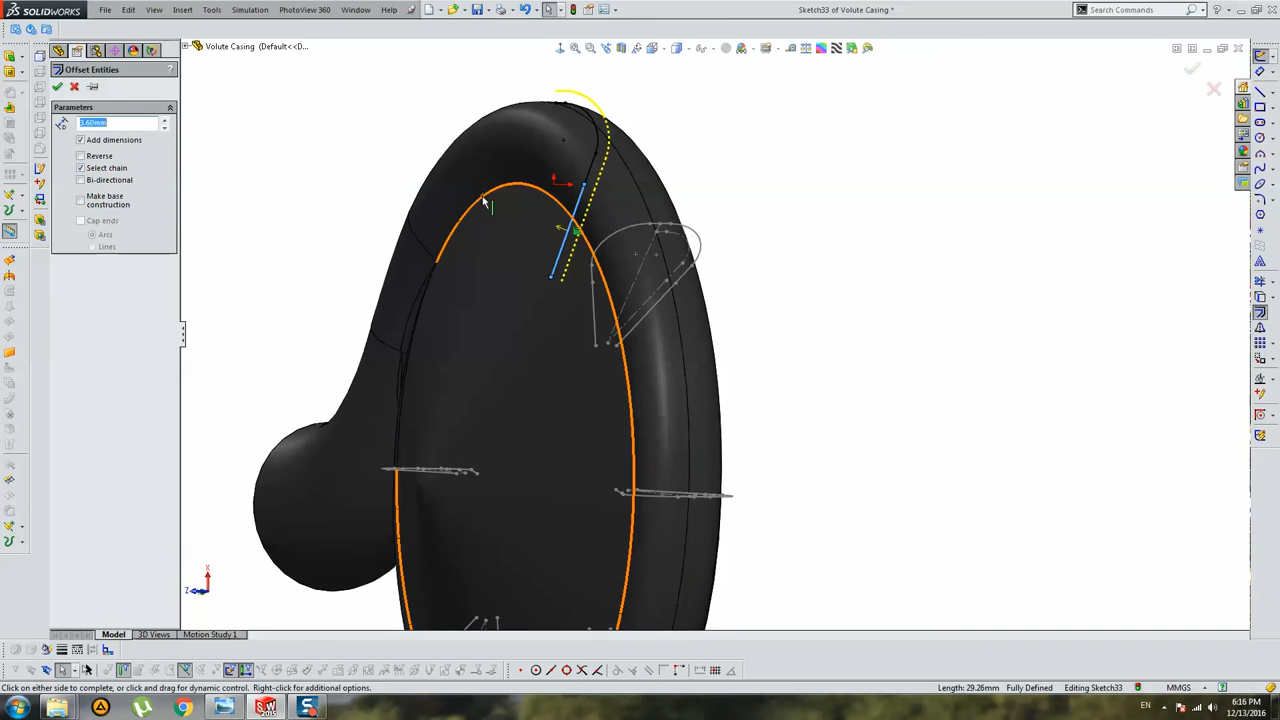 SOLIDWORKS
File Edit View Insert Tools Simulation PhotoView 360 Window Help
Sketch33 of Volute Casing *
Search Commands
Volute Casing (Default<<D...
Offset Entities
?
Parameters
3.60mm
Add dimensions
Reverse
Select chain
Bi-directional
Make base construction
Cap ends
Arcs
Lines
X
Z
Model 3D Views Motion Study 1
Click on either side to complete, or click and drag for dynamic control. Right-click for additional options.
Length: 29.26mm Fully Defined Editing Sketch33 MMGS
EN
6:16 PM
12/13/2016